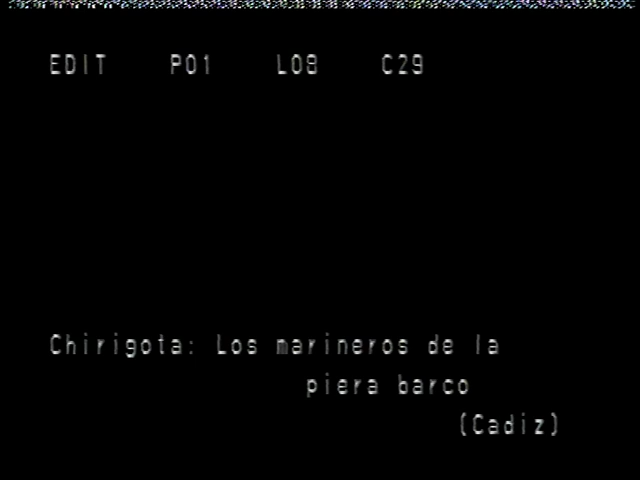 EDIT P01 L08 C29
Chirigota: Los marineros de la
piera barco
(Cadiz)